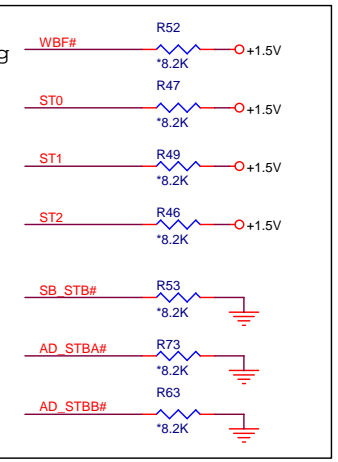 g
R52
WBF#
+1.5V
*8.2K
R47
ST0
+1.5V
*8.2K
R49
ST1
+1.5V
*8.2K
R46
ST2
+1.5V
*8.2K
R53
SB_STB#
*8.2K
R73
AD_STBA#
*8.2K
R63
AD_STBB#
*8.2K